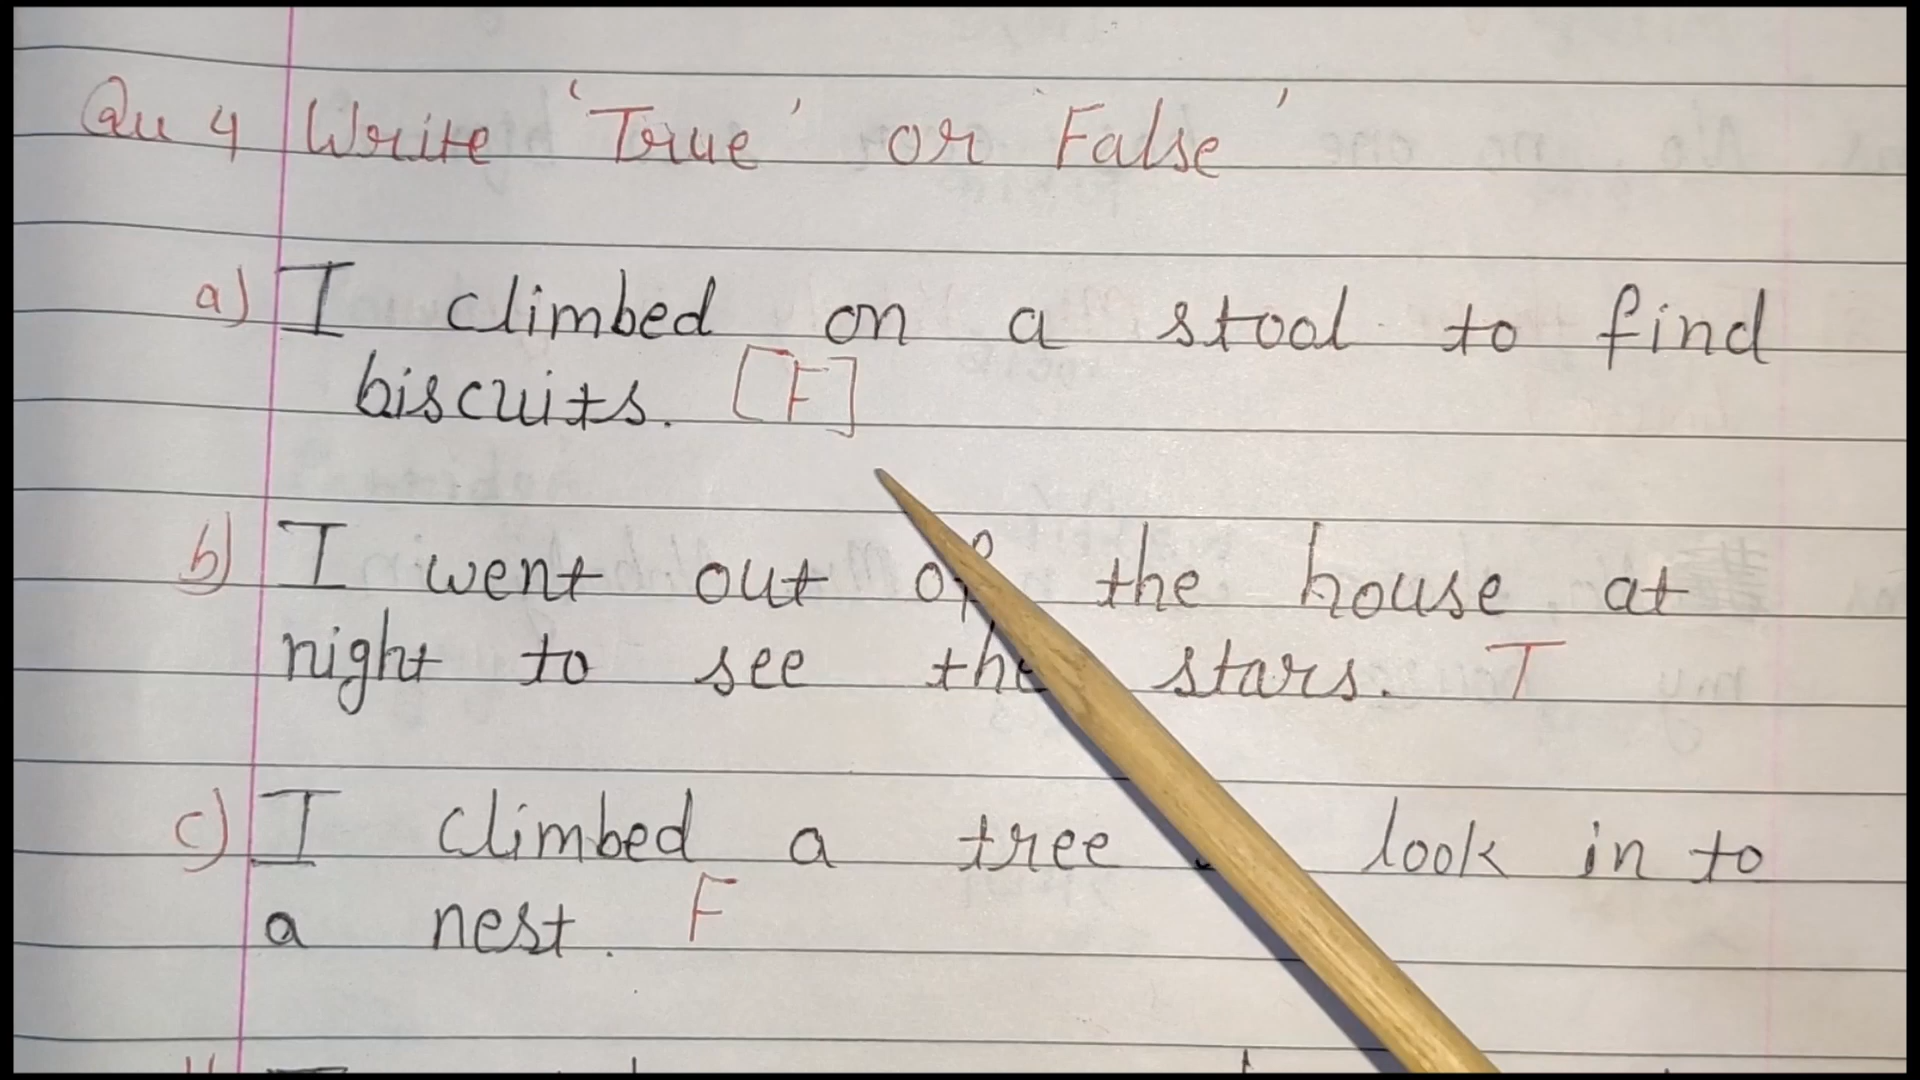 Qu 4 Write 'True' or False'
a) I climbed on a stool to find
biscuits. [F]
b) I went out of the house at
night to see the stars. T
c) I climbed a tree look in to
a nest. F